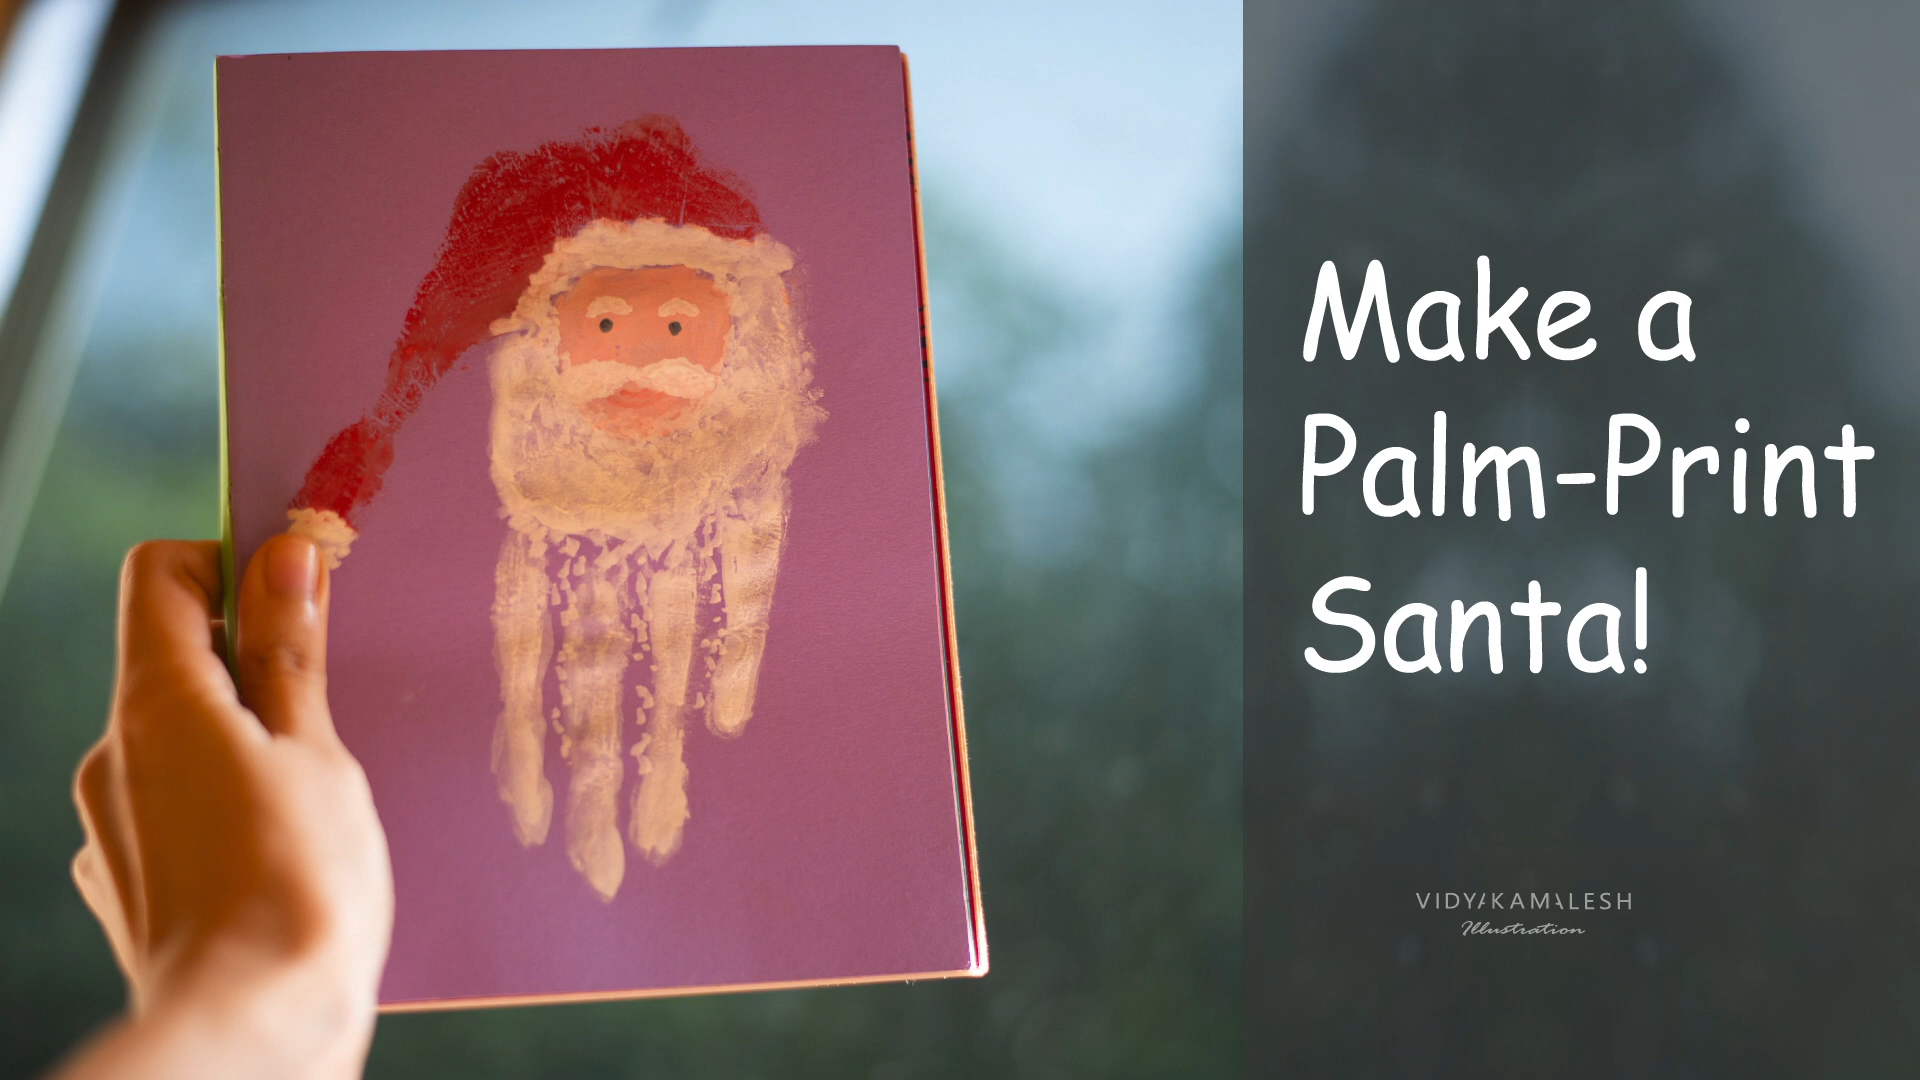 Make a
Palm-Print
Santa!
VIDYAKAMALESH
Illustration